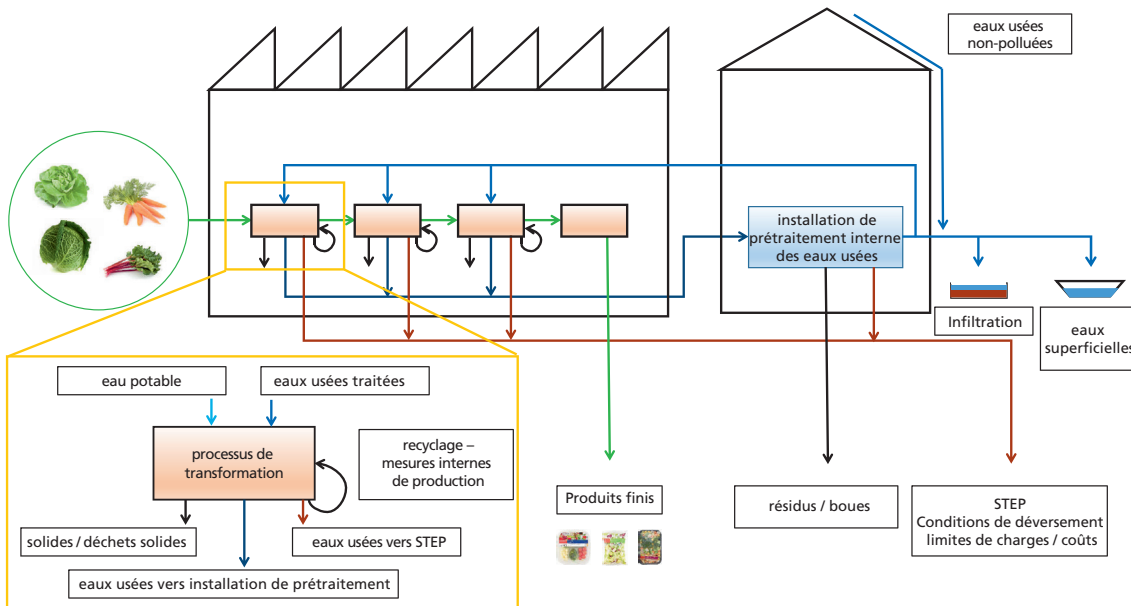 eaux usées
non-polluées
installation de
prétraitement interne
des eaux usées
Infiltration
eaux
superficielles
eau potable
eaux usées traitées
processus de
transformation
recyclage –
mesures internes
de production
solides / déchets solides
eaux usées vers STEP
eaux usées vers installation de prétraitement
Produits finis
résidus / boues
STEP
Conditions de déversement
limites de charges / coûts